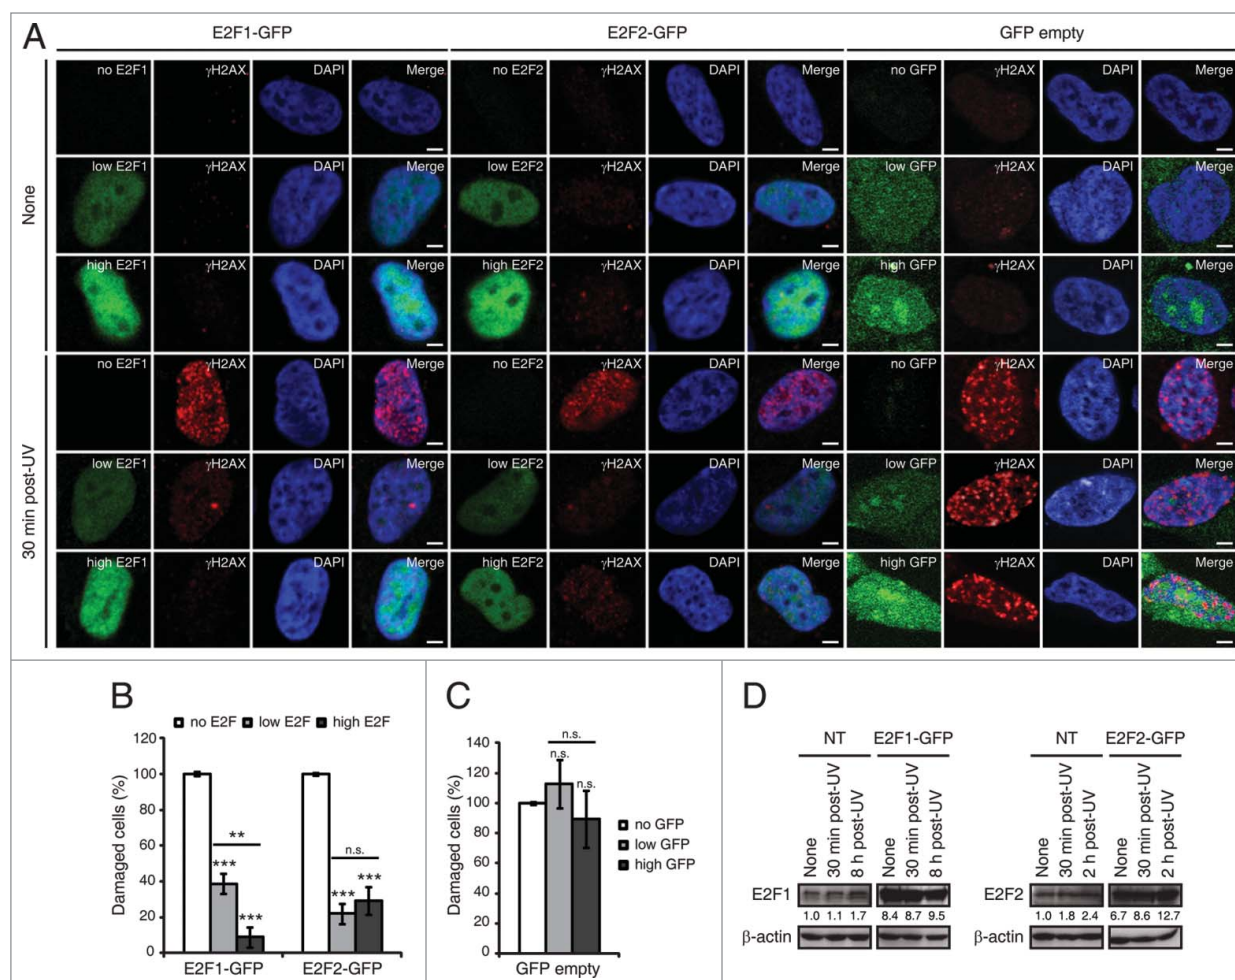 A
E2F1-GFP E2F2-GFP GFP empty
None
no E2F1 γH2AX DAPI Merge no E2F2 γH2AX DAPI Merge no GFP γH2AX DAPI Merge
low E2F1 γH2AX DAPI Merge low E2F2 γH2AX DAPI Merge low GFP γH2AX DAPI Merge
high E2F1 γH2AX DAPI Merge high E2F2 γH2AX DAPI Merge high GFP γH2AX DAPI Merge
30 min post-UV
no E2F1 γH2AX DAPI Merge no E2F2 γH2AX DAPI Merge no GFP γH2AX DAPI Merge
low E2F1 γH2AX DAPI Merge low E2F2 γH2AX DAPI Merge low GFP γH2AX DAPI Merge
high E2F1 γH2AX DAPI Merge high E2F2 γH2AX DAPI Merge high GFP γH2AX DAPI Merge
B
no E2F low E2F high E2F
Damaged cells (%)
120
100
80
60
40
20
0
**
***
***
n.s.
***
***
E2F1-GFP E2F2-GFP
C
Damaged cells (%)
140
120
100
80
60
40
20
0
n.s.
n.s.
n.s.
no GFP
low GFP
high GFP
GFP empty
D
NT E2F1-GFP
None
30 min post-UV
8 h post-UV
None
30 min post-UV
8 h post-UV
E2F1
1.0 1.1 1.7 8.4 8.7 9.5
β-actin
NT E2F2-GFP
None
30 min post-UV
2 h post-UV
None
30 min post-UV
2 h post-UV
E2F2
1.0 1.8 2.4 6.7 8.6 12.7
β-actin